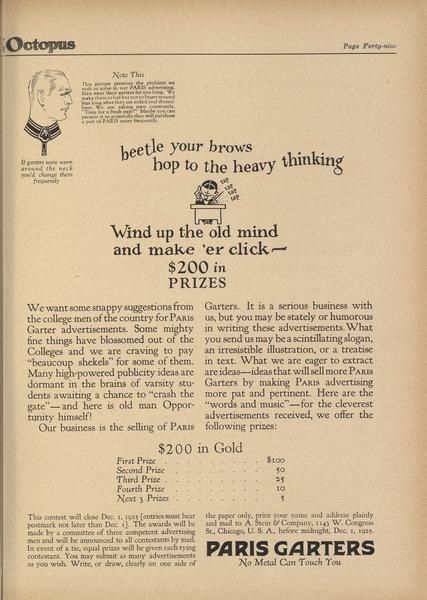 Octopus
Page Forty-nine
Note This
This picture presents the problem we
wish to solve in our PARIS advertising.
Men wear their garters far too long. We
make them to last but not to hover around
legs long after they are soiled and thread-
bare. We are asking men constantly,
"Time for a fresh pair?" Maybe you can
present is so potently they will purchase
a pair of PARIS more frequently.
If garters were worn
around the neck
you'd change them
frequently
beetle your brows
hop to the heavy thinking
TAP
TAP
TAP
TAP
Wind up the old mind
and make 'er click—
$200 in
PRIZES
We want some snappy suggestions from
the college men of the country for PARIS
Garter advertisements. Some mighty
fine things have blossomed out of the
Colleges and we are craving to pay
"beaucoup shekels" for some of them.
Many high-powered publicity ideas are
dormant in the brains of varsity stu-
dents awaiting a chance to "crash the
gate"—and here is old man Oppor-
tunity himself!
Our business is the selling of PARIS
Garters. It is a serious business with
us, but you may be stately or humorous
in writing these advertisements. What
you send us may be a scintillating slogan,
an irresistible illustration, or a treatise
in text. What we are eager to extract
are ideas—ideas that will sell more PARIS
Garters by making PARIS advertising
more pat and pertinent. Here are the
"words and music"—for the cleverest
advertisements received, we offer the
following prizes:
$200 in Gold
First Prize . . . . . . . . . . . $100
Second Prize . . . . . . . . . . . 50
Third Prize . . . . . . . . . . . 25
Fourth Prize . . . . . . . . . . . 10
Next 3 Prizes . . . . . . . . . . . 5
This contest will close Dec. 1, 1925 [entries must bear
postmark not later than Dec. 1]. The awards will be
made by a committee of three competent advertising
men and will be announced to all contestants by mail.
In event of a tie, equal prizes will be given each tying
contestant. You may submit as many advertisements
as you wish. Write, or draw, clearly on one side of
the paper only, print your name and address plainly
and mail to A. Stein & Company, 1143 W. Congress
St., Chicago, U. S. A., before midnight, Dec. 1, 1925.
PARIS GARTERS
No Metal Can Touch You